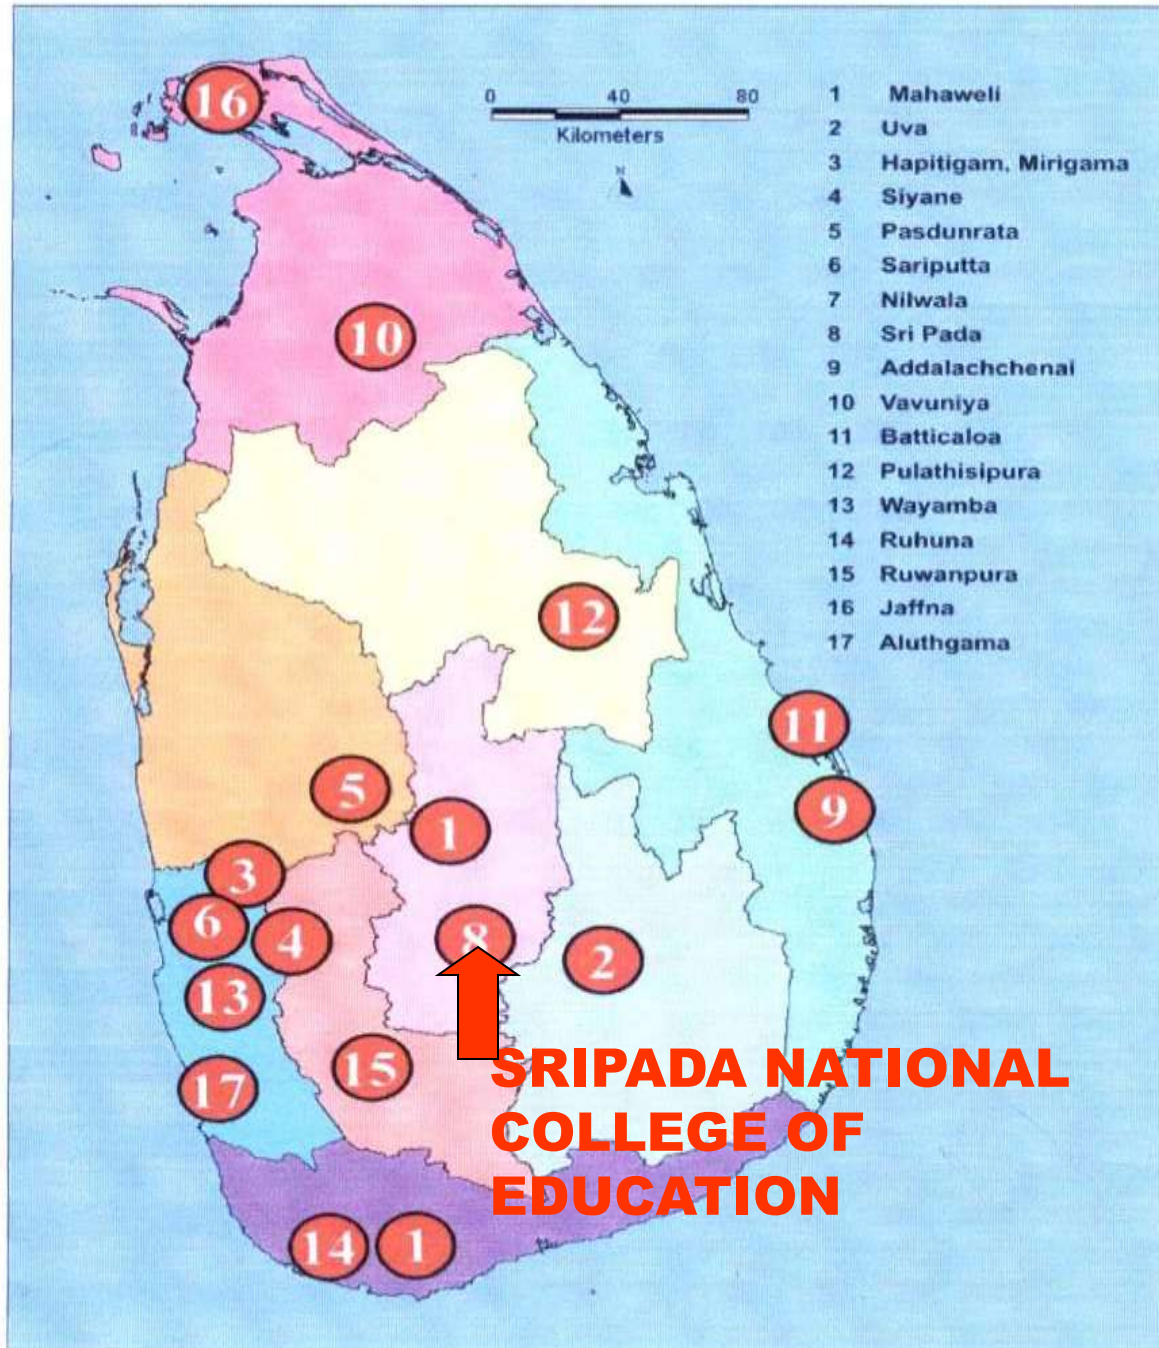 0 40 80
Kilometers
N
1 Mahaweli
2 Uva
3 Hapitigam, Mirigama
4 Siyane
5 Pasdunrata
6 Sariputta
7 Nilwala
8 Sri Pada
9 Addalachchenai
10 Vavuniya
11 Batticaloa
12 Pulathisipura
13 Wayamba
14 Ruhuna
15 Ruwanpura
16 Jaffna
17 Aluthgama
16
10
12
11
5
9
1
3
6
4
8
2
13
15
17
SRIPADA NATIONAL
COLLEGE OF
EDUCATION
14
1